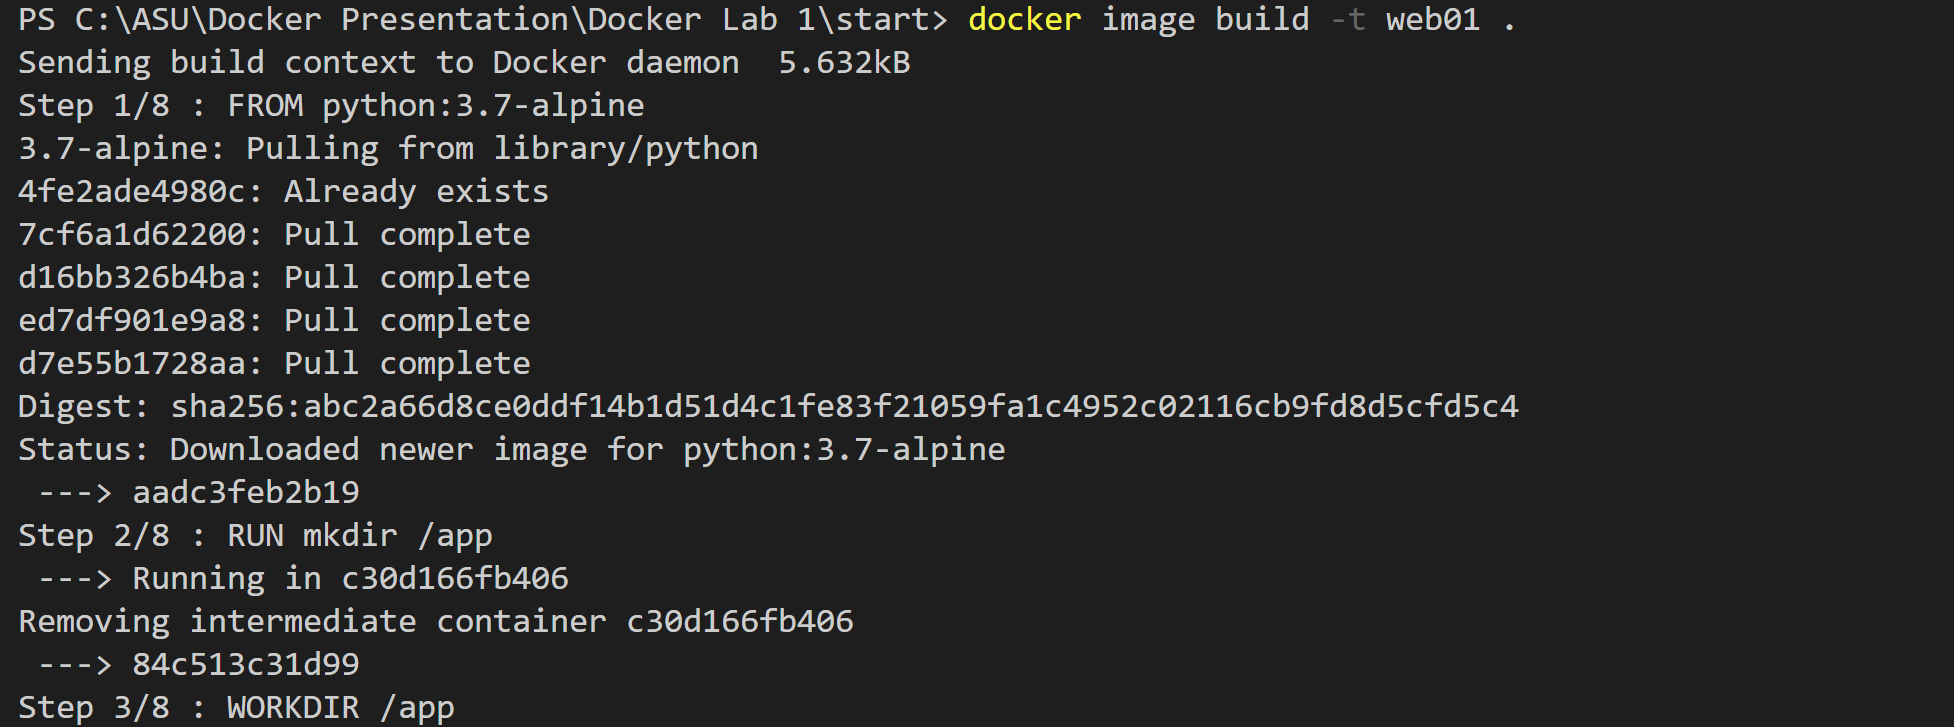 PS C:\ASU\Docker Presentation\Docker Lab 1\start> docker image build -t web01 .
Sending build context to Docker daemon  5.632kB
Step 1/8 : FROM python:3.7-alpine
3.7-alpine: Pulling from library/python
4fe2ade4980c: Already exists
7cf6a1d62200: Pull complete
d16bb326b4ba: Pull complete
ed7df901e9a8: Pull complete
d7e55b1728aa: Pull complete
Digest: sha256:abc2a66d8ce0ddf14b1d51d4c1fe83f21059fa1c4952c02116cb9fd8d5cfd5c4
Status: Downloaded newer image for python:3.7-alpine
 ---> aadc3feb2b19
Step 2/8 : RUN mkdir /app
 ---> Running in c30d166fb406
Removing intermediate container c30d166fb406
 ---> 84c513c31d99
Step 3/8 : WORKDIR /app